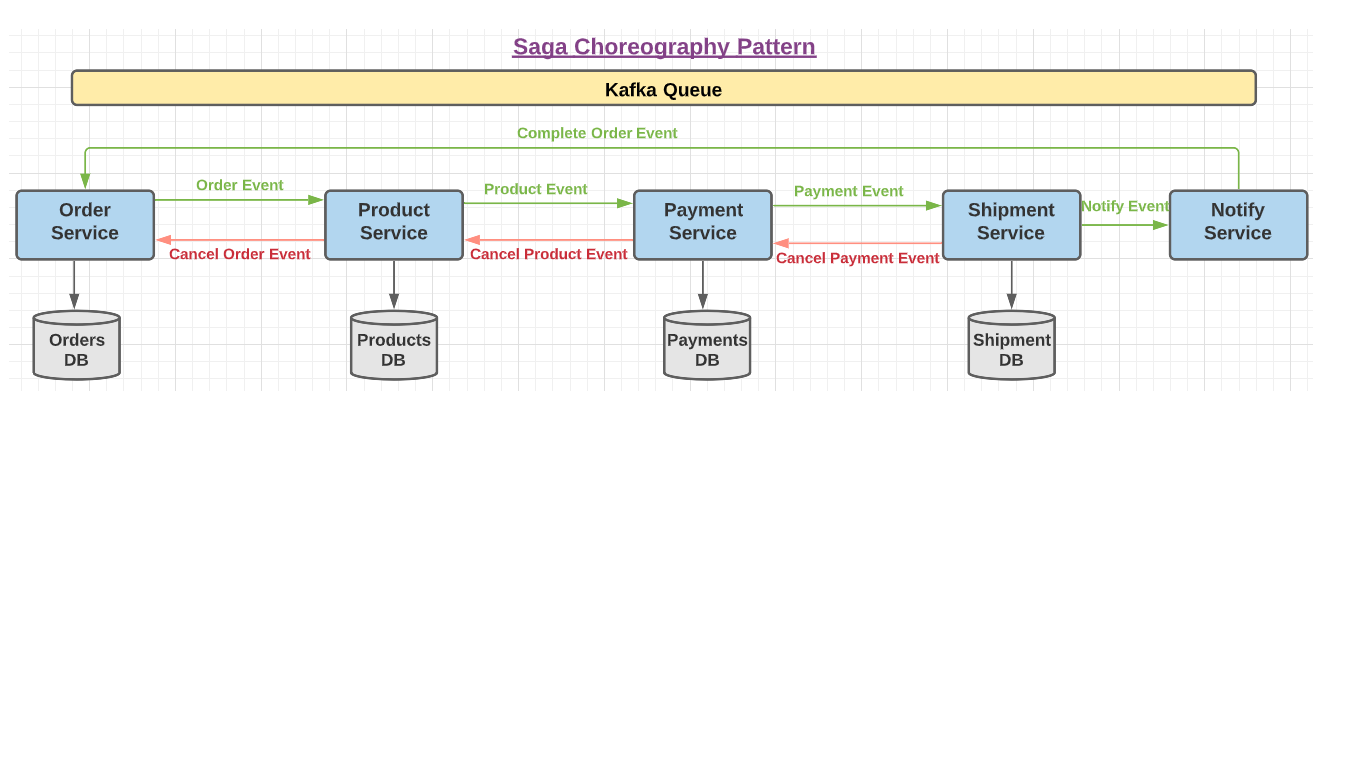 Saga Choreography Pattern
Kafka Queue
Complete Order Event
Order Event
Product Event
Payment Event
Notify Event
Order
Service
Product
Service
Payment
Service
Shipment
Service
Notify
Service
Cancel Order Event
Cancel Product Event
Cancel Payment Event
Orders
DB
Products
DB
Payments
DB
Shipment
DB